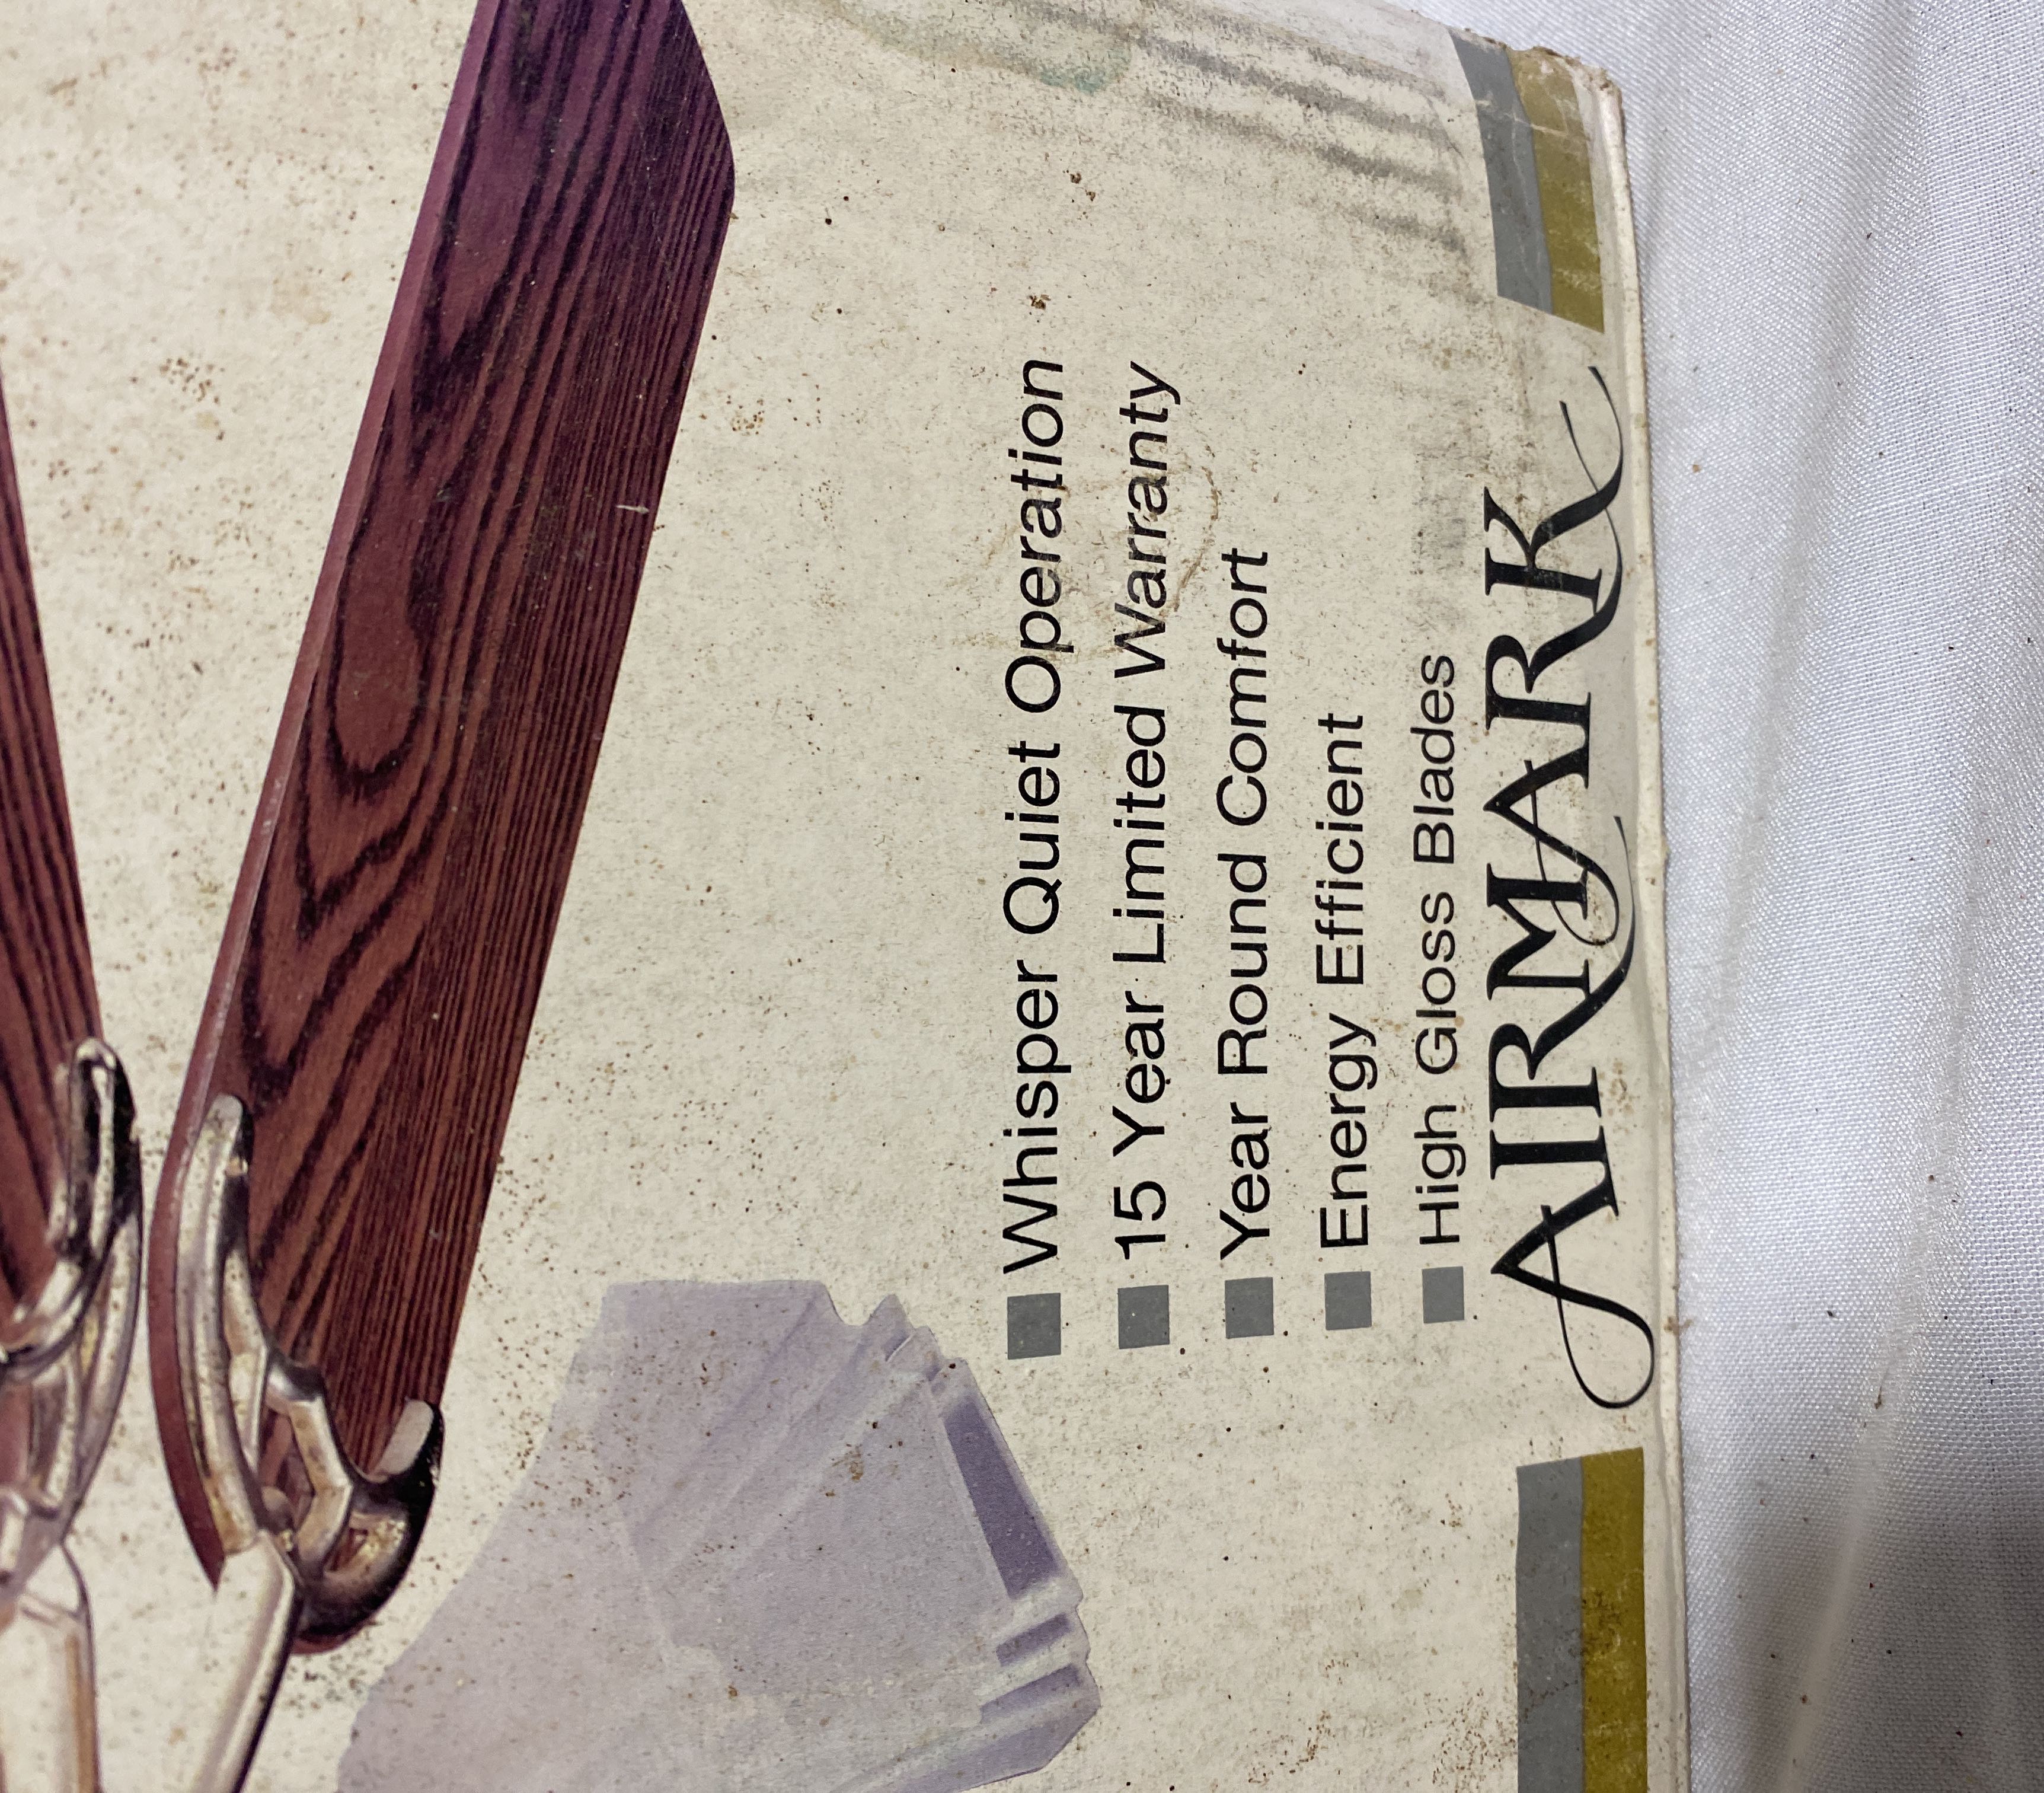 Whisper Quiet Operation
15 Year Limited Warranty
Year Round Comfort
Energy Efficient
High Gloss Blades
AIRMARK